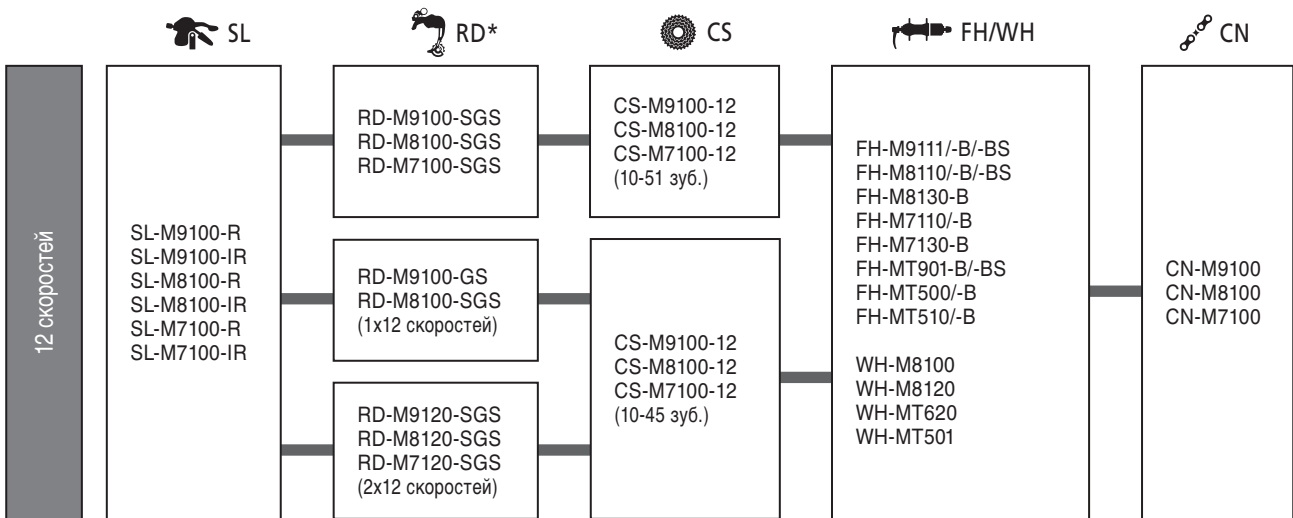 SL
RD*
CS
FH/WH
CN
12 скоростей
SL-M9100-R
SL-M9100-IR
SL-M8100-R
SL-M8100-IR
SL-M7100-R
SL-M7100-IR
RD-M9100-SGS
RD-M8100-SGS
RD-M7100-SGS
RD-M9100-GS
RD-M8100-SGS
(1x12 скоростей)
RD-M9120-SGS
RD-M8120-SGS
RD-M7120-SGS
(2x12 скоростей)
CS-M9100-12
CS-M8100-12
CS-M7100-12
(10-51 зуб.)
CS-M9100-12
CS-M8100-12
CS-M7100-12
(10-45 зуб.)
FH-M9111/-B/-BS
FH-M8110/-B/-BS
FH-M8130-B
FH-M7110/-B
FH-M7130-B
FH-MT901-B/-BS
FH-MT500/-B
FH-MT510/-B
WH-M8100
WH-M8120
WH-MT620
WH-MT501
CN-M9100
CN-M8100
CN-M7100